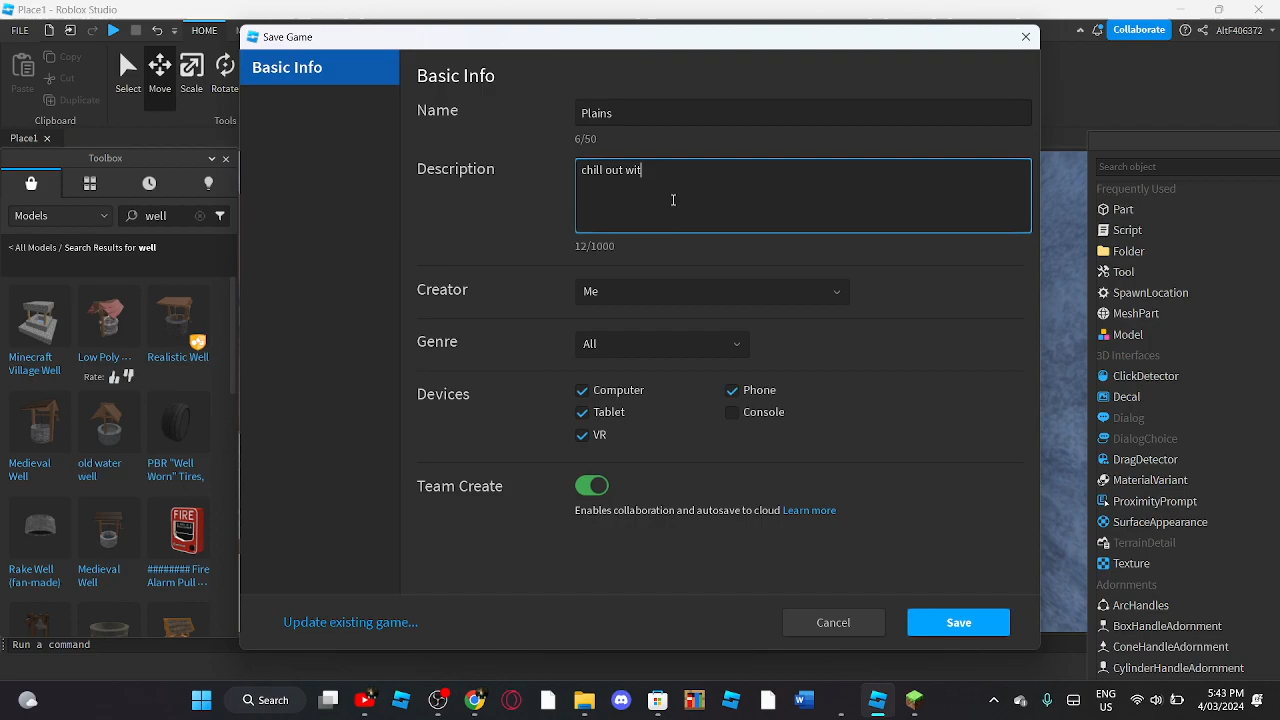 Place1 - Roblox Studio
FILE
HOME
Save Game
Collaborate
AEF406372
Paste
Copy
Cut
Duplicate
Select
Move
Scale
Rotate
Clipboard
Tools
Place1
Toolbox
Models
well
< All Models / Search Results for well
Minecraft Village Well
Low Poly ...
Realistic Well
Rate:
Medieval Well
old water well
PBR "Well Worn" Tires,
Rake Well (fan-made)
Medieval Well
FIRE
######## Fire Alarm Pull ...
Run a command
Basic Info
Basic Info
Name
Plains
6/50
Description
chill out wit
12/1000
Creator
Me
Genre
All
Devices
Computer
Phone
Tablet
Console
VR
Team Create
Enables collaboration and autosave to cloud Learn more
Update existing game...
Cancel
Save
Search object
Frequently Used
Part
Script
Folder
Tool
SpawnLocation
MeshPart
Model
3D Interfaces
ClickDetector
Decal
Dialog
DialogChoice
DragDetector
MaterialVariant
ProximityPrompt
SurfaceAppearance
TerrainDetail
Texture
Adornments
ArcHandles
BoxHandleAdornment
ConeHandleAdornment
CylinderHandleAdornment
Search
ENG
AUS
5:43 PM
4/03/2024